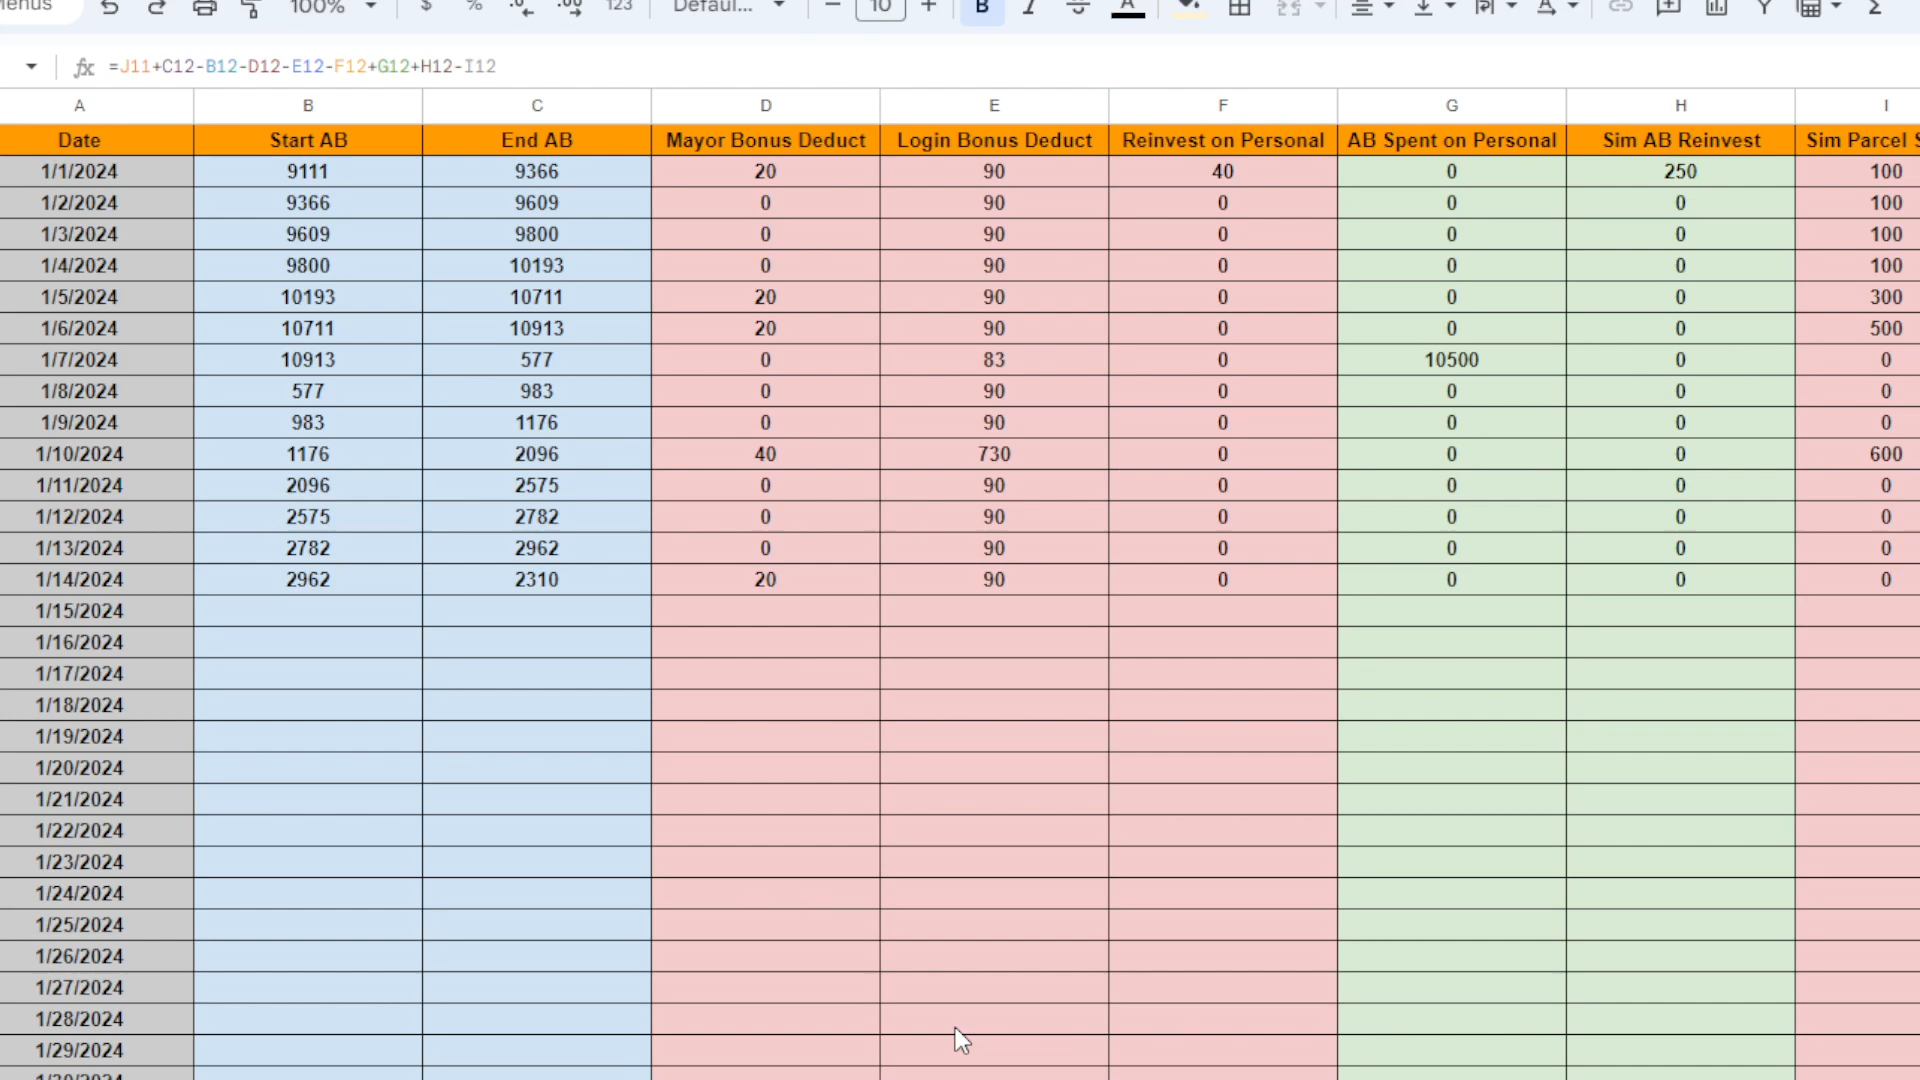 enus 100% $ % .0 .00 123 Defaul... 10 B I A
fx =J11+C12-B12-D12-E12-F12+G12+H12-I12
A B C D E F G H I
Date Start AB End AB Mayor Bonus Deduct Login Bonus Deduct Reinvest on Personal AB Spent on Personal Sim AB Reinvest Sim Parcel S
1/1/2024 9111 9366 20 90 40 0 250 100
1/2/2024 9366 9609 0 90 0 0 0 100
1/3/2024 9609 9800 0 90 0 0 0 100
1/4/2024 9800 10193 0 90 0 0 0 100
1/5/2024 10193 10711 20 90 0 0 0 300
1/6/2024 10711 10913 20 90 0 0 0 500
1/7/2024 10913 577 0 83 0 10500 0 0
1/8/2024 577 983 0 90 0 0 0 0
1/9/2024 983 1176 0 90 0 0 0 0
1/10/2024 1176 2096 40 730 0 0 0 600
1/11/2024 2096 2575 0 90 0 0 0 0
1/12/2024 2575 2782 0 90 0 0 0 0
1/13/2024 2782 2962 0 90 0 0 0 0
1/14/2024 2962 2310 20 90 0 0 0 0
1/15/2024
1/16/2024
1/17/2024
1/18/2024
1/19/2024
1/20/2024
1/21/2024
1/22/2024
1/23/2024
1/24/2024
1/25/2024
1/26/2024
1/27/2024
1/28/2024
1/29/2024
1/30/2024